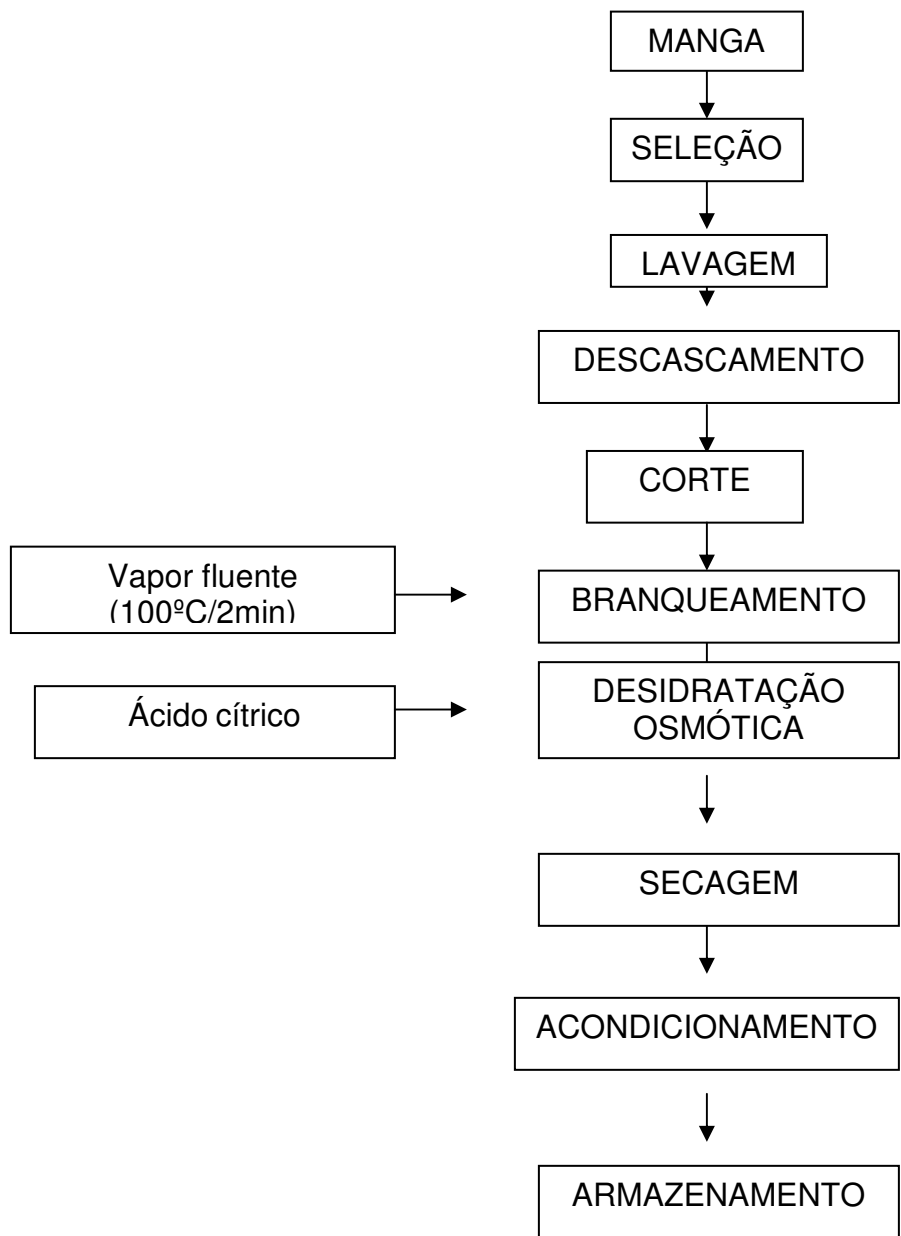 MANGA
SELEÇÃO
LAVAGEM
DESCASCAMENTO
CORTE
Vapor fluente
(100ºC/2min)
BRANQUEAMENTO
Ácido cítrico
DESIDRATAÇÃO
OSMÓTICA
SECAGEM
ACONDICIONAMENTO
ARMAZENAMENTO